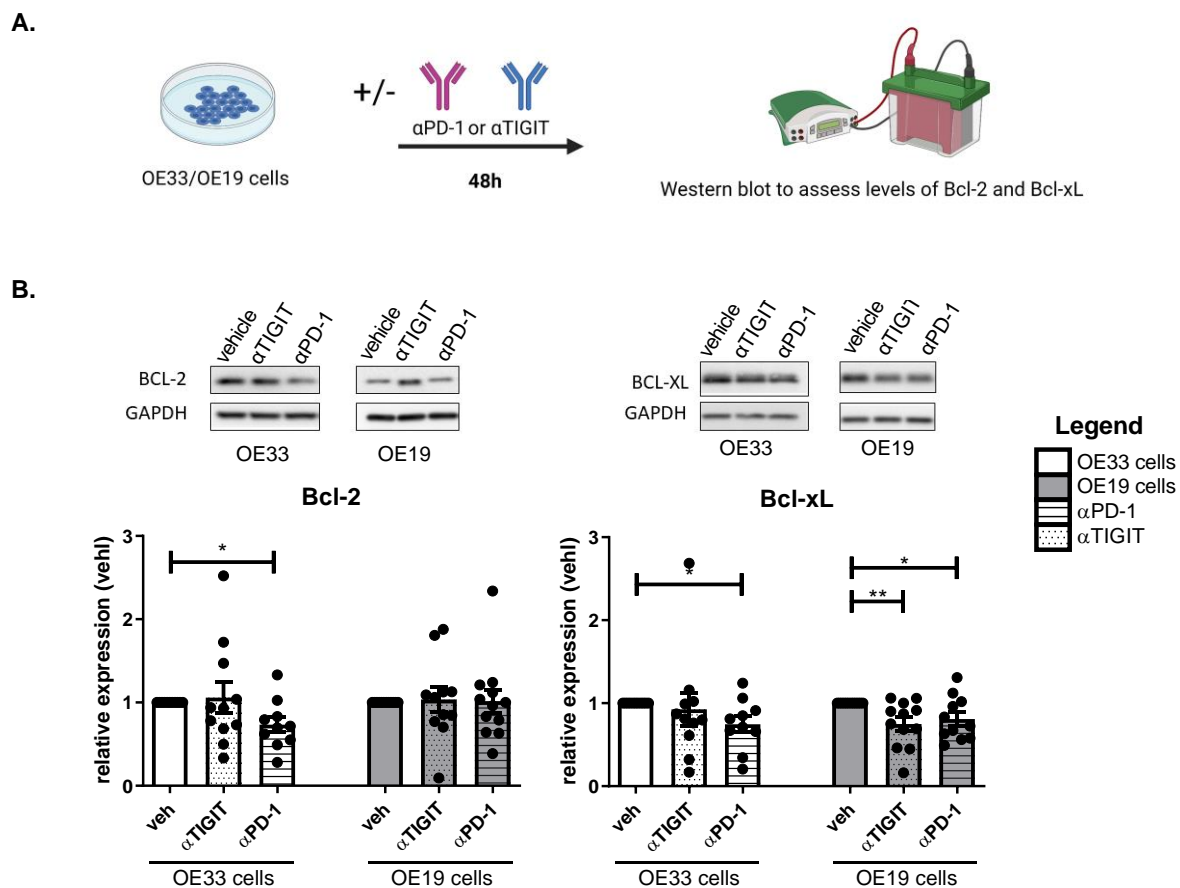 A.
+/-
αPD-1 or αTIGIT
48h
OE33/OE19 cells
Western blot to assess levels of Bcl-2 and Bcl-xL
B.
vehicle αTIGIT αPD-1 vehicle αTIGIT αPD-1
BCL-2
GAPDH
OE33 OE19
vehicle αTIGIT αPD-1 vehicle αTIGIT αPD-1
BCL-XL
GAPDH
OE33 OE19
Legend
OE33 cells
OE19 cells
αPD-1
αTIGIT
Bcl-2
relative expression (vehl)
3
2
1
0
*
veh αTIGIT αPD-1 veh αTIGIT αPD-1
OE33 cells OE19 cells
Bcl-xL
relative expression (vehl)
3
2
1
0
*
*
**
veh αTIGIT αPD-1 veh αTIGIT αPD-1
OE33 cells OE19 cells